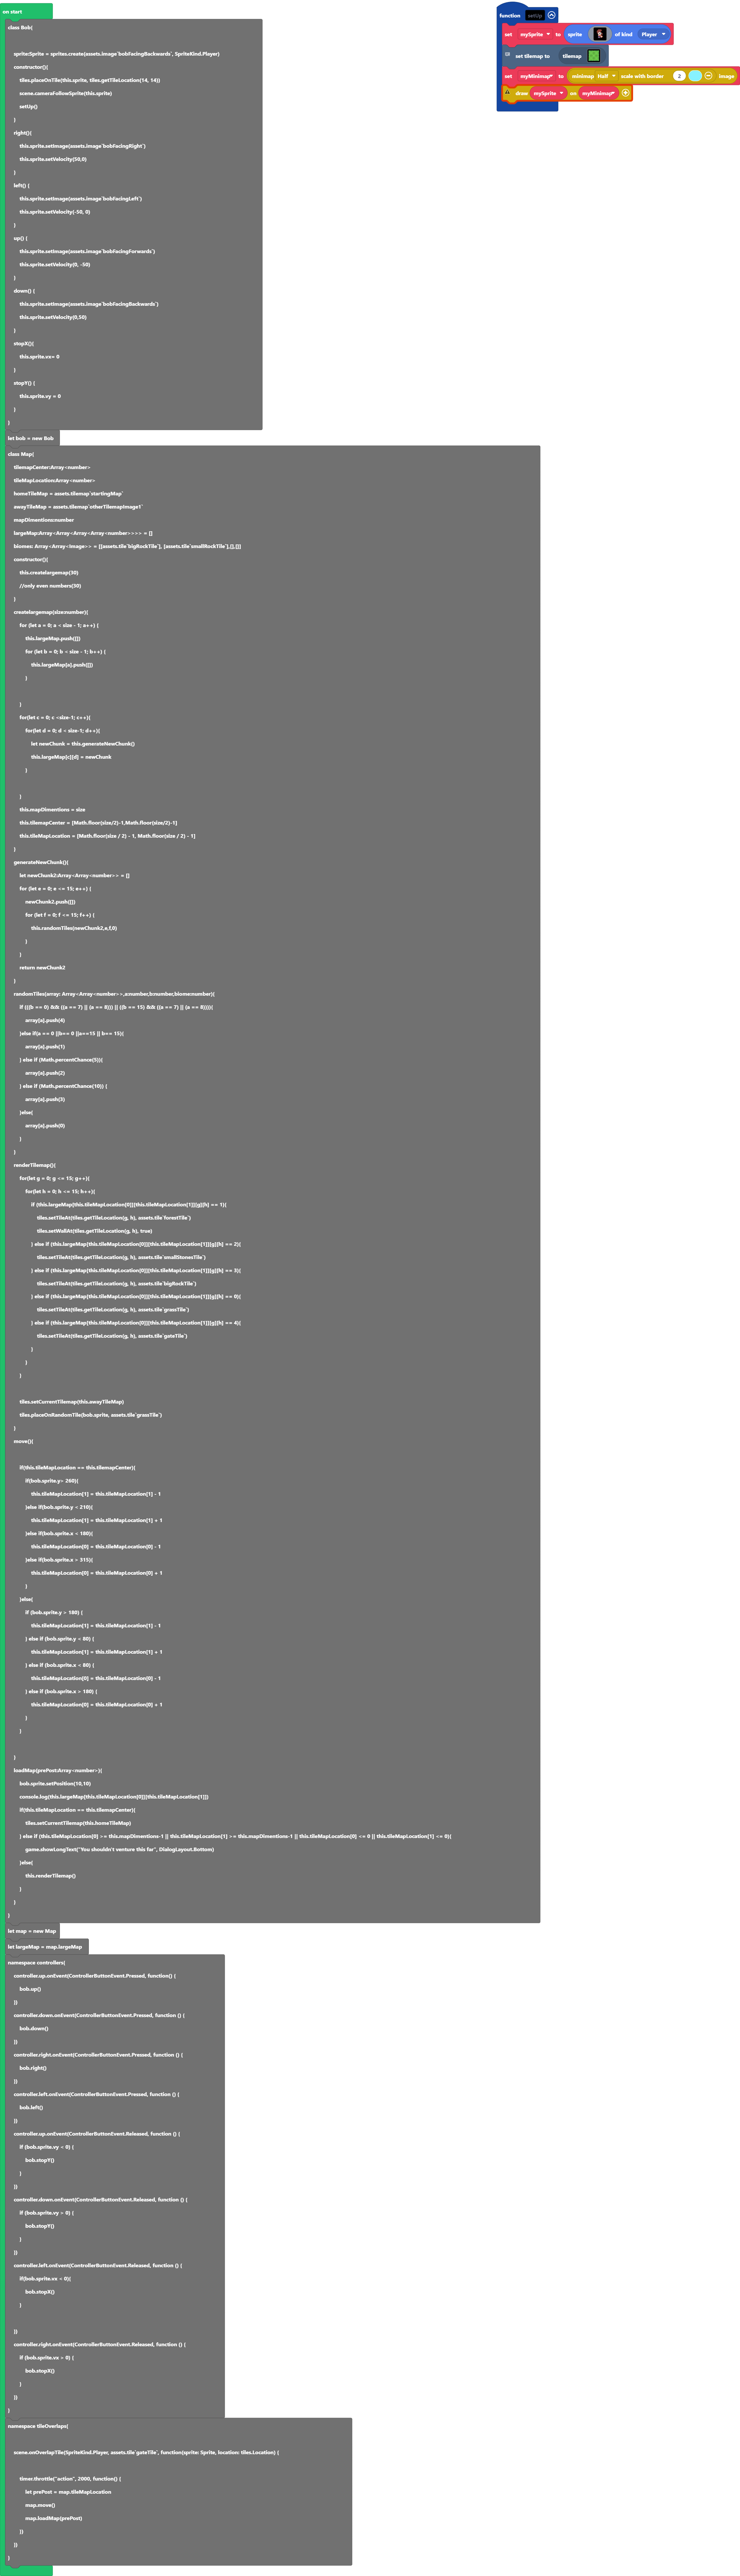 on start
class Bob{
sprite:Sprite = sprites.create(assets.image`bobFacingBackwards`, SpriteKind.Player)
constructor(){
tiles.placeOnTile(this.sprite, tiles.getTileLocation(14, 14))
scene.cameraFollowSprite(this.sprite)
setUp()
}
right(){
this.sprite.setImage(assets.image`bobFacingRight`)
this.sprite.setVelocity(50,0)
}
left() {
this.sprite.setImage(assets.image`bobFacingLeft`)
this.sprite.setVelocity(-50, 0)
}
up() {
this.sprite.setImage(assets.image`bobFacingForwards`)
this.sprite.setVelocity(0, -50)
}
down() {
this.sprite.setImage(assets.image`bobFacingBackwards`)
this.sprite.setVelocity(0,50)
}
stopX(){
this.sprite.vx= 0
}
stopY() {
this.sprite.vy = 0
}
}
let bob = new Bob
class Map{
tilemapCenter:Array<number>
tileMapLocation:Array<number>
homeTileMap = assets.tilemap`startingMap`
awayTileMap = assets.tilemap`otherTilemapImage1`
mapDimentions:number
largeMap:Array<Array<Array<Array<number>>>> = []
biomes: Array<Array<Image>> = [[assets.tile`bigRockTile`], [assets.tile`smallRockTile`],[],[]]
constructor(){
this.createlargemap(30)
//only even numbers(30)
}
createlargemap(size:number){
for (let a = 0; a < size - 1; a++) {
this.largeMap.push([])
for (let b = 0; b < size - 1; b++) {
this.largeMap[a].push([])
}
}
for(let c = 0; c <size-1; c++){
for(let d = 0; d < size-1; d++){
let newChunk = this.generateNewChunk()
this.largeMap[c][d] = newChunk
}
}
this.mapDimentions = size
this.tilemapCenter = [Math.floor(size/2)-1,Math.floor(size/2)-1]
this.tileMapLocation = [Math.floor(size / 2) - 1, Math.floor(size / 2) - 1]
}
generateNewChunk(){
let newChunk2:Array<Array<number>> = []
for (let e = 0; e <= 15; e++) {
newChunk2.push([])
for (let f = 0; f <= 15; f++) {
this.randomTiles(newChunk2,e,f,0)
}
}
return newChunk2
}
randomTiles(array: Array<Array<number>>,a:number,b:number,biome:number){
if (((b == 0) && ((a == 7) || (a == 8))) || ((b == 15) && ((a == 7) || (a == 8)))){
array[a].push(4)
}else if(a == 0 ||b== 0 ||a==15 || b== 15){
array[a].push(1)
} else if (Math.percentChance(5)){
array[a].push(2)
} else if (Math.percentChance(10)) {
array[a].push(3)
}else{
array[a].push(0)
}
}
renderTilemap(){
for(let g = 0; g <= 15; g++){
for(let h = 0; h <= 15; h++){
if (this.largeMap[this.tileMapLocation[0]][this.tileMapLocation[1]][g][h] == 1){
tiles.setTileAt(tiles.getTileLocation(g, h), assets.tile`forestTile`)
tiles.setWallAt(tiles.getTileLocation(g, h), true)
} else if (this.largeMap[this.tileMapLocation[0]][this.tileMapLocation[1]][g][h] == 2){
tiles.setTileAt(tiles.getTileLocation(g, h), assets.tile`smallStonesTile`)
} else if (this.largeMap[this.tileMapLocation[0]][this.tileMapLocation[1]][g][h] == 3){
tiles.setTileAt(tiles.getTileLocation(g, h), assets.tile`bigRockTile`)
} else if (this.largeMap[this.tileMapLocation[0]][this.tileMapLocation[1]][g][h] == 0){
tiles.setTileAt(tiles.getTileLocation(g, h), assets.tile`grassTile`)
} else if (this.largeMap[this.tileMapLocation[0]][this.tileMapLocation[1]][g][h] == 4){
tiles.setTileAt(tiles.getTileLocation(g, h), assets.tile`gateTile`)
}
}
}
tiles.setCurrentTilemap(this.awayTileMap)
tiles.placeOnRandomTile(bob.sprite, assets.tile`grassTile`)
}
move(){
if(this.tileMapLocation == this.tilemapCenter){
if(bob.sprite.y> 260){
this.tileMapLocation[1] = this.tileMapLocation[1] - 1
}else if(bob.sprite.y < 210){
this.tileMapLocation[1] = this.tileMapLocation[1] + 1
}else if(bob.sprite.x < 180){
this.tileMapLocation[0] = this.tileMapLocation[0] - 1
}else if(bob.sprite.x > 315){
this.tileMapLocation[0] = this.tileMapLocation[0] + 1
}
}else{
if (bob.sprite.y > 180) {
this.tileMapLocation[1] = this.tileMapLocation[1] - 1
} else if (bob.sprite.y < 80) {
this.tileMapLocation[1] = this.tileMapLocation[1] + 1
} else if (bob.sprite.x < 80) {
this.tileMapLocation[0] = this.tileMapLocation[0] - 1
} else if (bob.sprite.x > 180) {
this.tileMapLocation[0] = this.tileMapLocation[0] + 1
}
}
}
loadMap(prePost:Array<number>){
bob.sprite.setPosition(10,10)
console.log(this.largeMap[this.tileMapLocation[0]][this.tileMapLocation[1]])
if(this.tileMapLocation == this.tilemapCenter){
tiles.setCurrentTilemap(this.homeTileMap)
} else if (this.tileMapLocation[0] >= this.mapDimentions-1 || this.tileMapLocation[1] >= this.mapDimentions-1 || this.tileMapLocation[0] <= 0 || this.tileMapLocation[1] <= 0){
game.showLongText("You shouldn't venture this far", DialogLayout.Bottom)
}else{
this.renderTilemap()
}
}
}
let map = new Map
let largeMap = map.largeMap
namespace controllers{
controller.up.onEvent(ControllerButtonEvent.Pressed, function() {
bob.up()
})
controller.down.onEvent(ControllerButtonEvent.Pressed, function () {
bob.down()
})
controller.right.onEvent(ControllerButtonEvent.Pressed, function () {
bob.right()
})
controller.left.onEvent(ControllerButtonEvent.Pressed, function () {
bob.left()
})
controller.up.onEvent(ControllerButtonEvent.Released, function () {
if (bob.sprite.vy < 0) {
bob.stopY()
}
})
controller.down.onEvent(ControllerButtonEvent.Released, function () {
if (bob.sprite.vy > 0) {
bob.stopY()
}
})
controller.left.onEvent(ControllerButtonEvent.Released, function () {
if(bob.sprite.vx < 0){
bob.stopX()
}
})
controller.right.onEvent(ControllerButtonEvent.Released, function () {
if (bob.sprite.vx > 0) {
bob.stopX()
}
})
}
namespace tileOverlaps{
scene.onOverlapTile(SpriteKind.Player, assets.tile`gateTile`, function(sprite: Sprite, location: tiles.Location) {
timer.throttle("action", 2000, function() {
let prePost = map.tileMapLocation
map.move()
map.loadMap(prePost)
})
})
}
function setUp
set mySprite to sprite of kind Player
set tilemap to tilemap
set myMinimap to minimap Half scale with border 2 image
draw mySprite on myMinimap